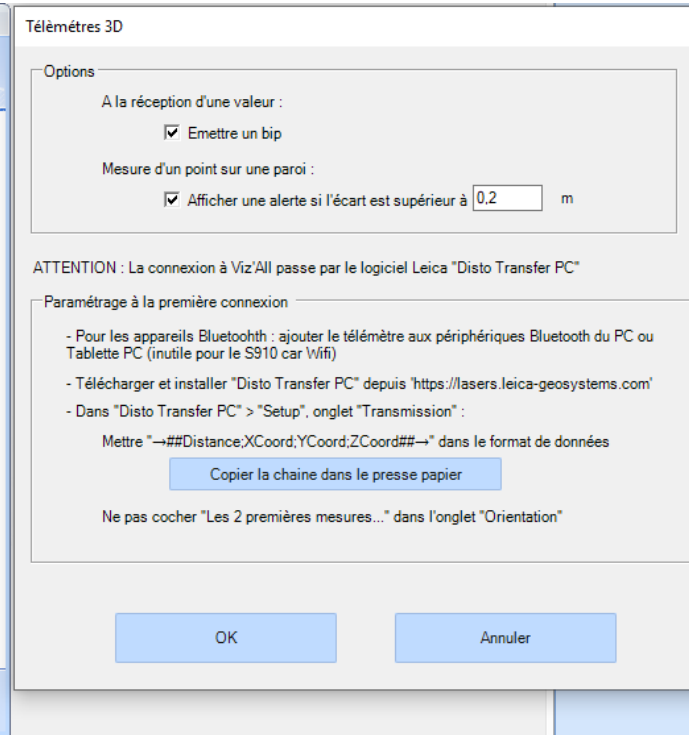 Télèmétres 3D
Options
A la réception d'une valeur :
Emettre un bip
Mesure d'un point sur une paroi :
Afficher une alerte si l'écart est supérieur à 0,2 m
ATTENTION : La connexion à Viz'All passe par le logiciel Leica "Disto Transfer PC"
Paramétrage à la première connexion
- Pour les appareils Bluetoohth : ajouter le télémètre aux périphériques Bluetooth du PC ou
Tablette PC (inutile pour le S910 car Wifi)
- Télécharger et installer "Disto Transfer PC" depuis 'https://lasers.leica-geosystems.com'
- Dans "Disto Transfer PC" > "Setup", onglet "Transmission" :
Mettre "→##Distance;XCoord;YCoord;ZCoord##→" dans le format de données
Copier la chaine dans le presse papier
Ne pas cocher "Les 2 premières mesures..." dans l'onglet "Orientation"
OK
Annuler